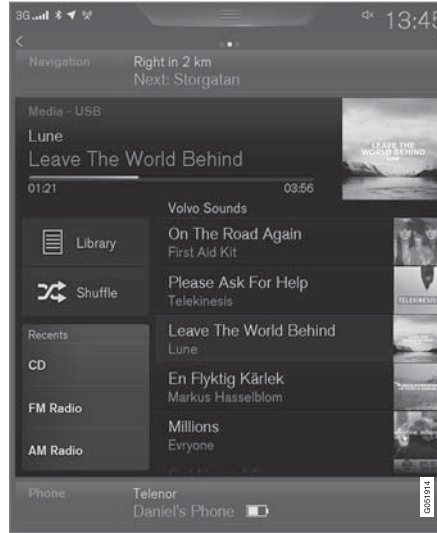 3G 13:45
Navigation Right in 2 km
Next: Storgatan
Media - USB
Lune
Leave The World Behind
01:21 03:56
LEAVE THE
WORLD BEHIND
Volvo Sounds
Library
Shuffle
On The Road Again
First Aid Kit
Please Ask For Help
Telekinesis
TELEKINESIS
Leave The World Behind
Lune
En Flyktig Kärlek
Markus Hasselblom
Millions
Evryone
Recents
CD
FM Radio
AM Radio
Phone Telenor
Daniel's Phone
G051914